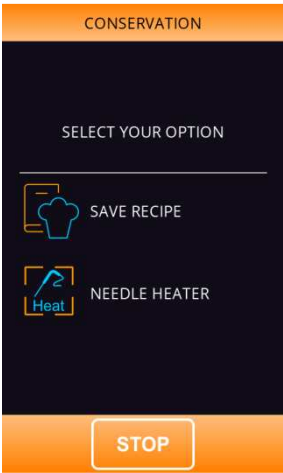 CONSERVATION
SELECT YOUR OPTION
SAVE RECIPE
Heat
NEEDLE HEATER
STOP